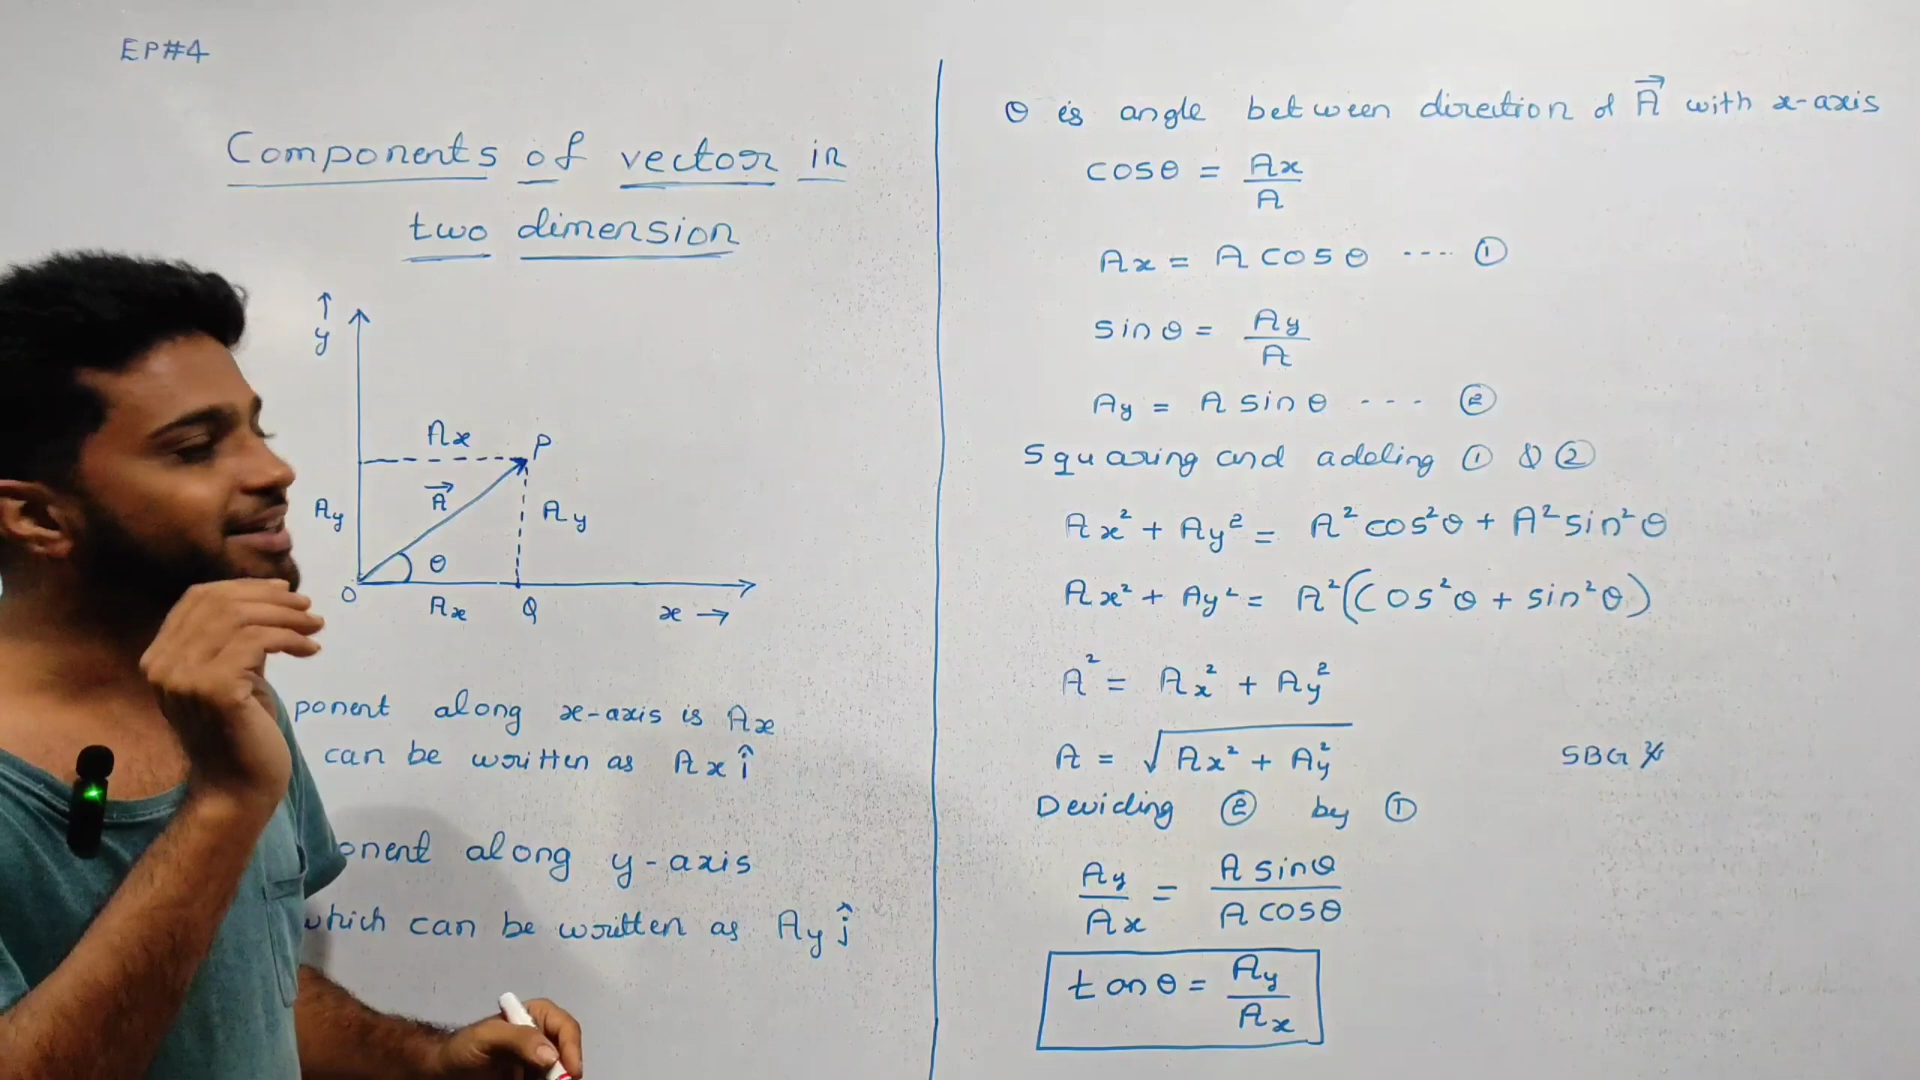 EP#4
Components of vector in
two dimension
↑
y
Ax P
A⃗
Ay Ay
θ
O Ax Q x →
ponent along x-axis is Ax
can be written as Ax î
onent along y-axis
which can be written as Ay ĵ
θ is angle between direction of A⃗ with x-axis
cosθ = Ax/A
Ax = A cosθ ---- ①
sinθ = Ay/A
Ay = A sinθ --- ②
Squaring and adding ① & ②
Ax² + Ay² = A² cos²θ + A² sin²θ
Ax² + Ay² = A²(cos²θ + sin²θ)
A² = Ax² + Ay²
A = √Ax² + Ay²
SBG
Deviding ② by ①
Ay/Ax = A sinθ/A cosθ
tanθ = Ay/Ax